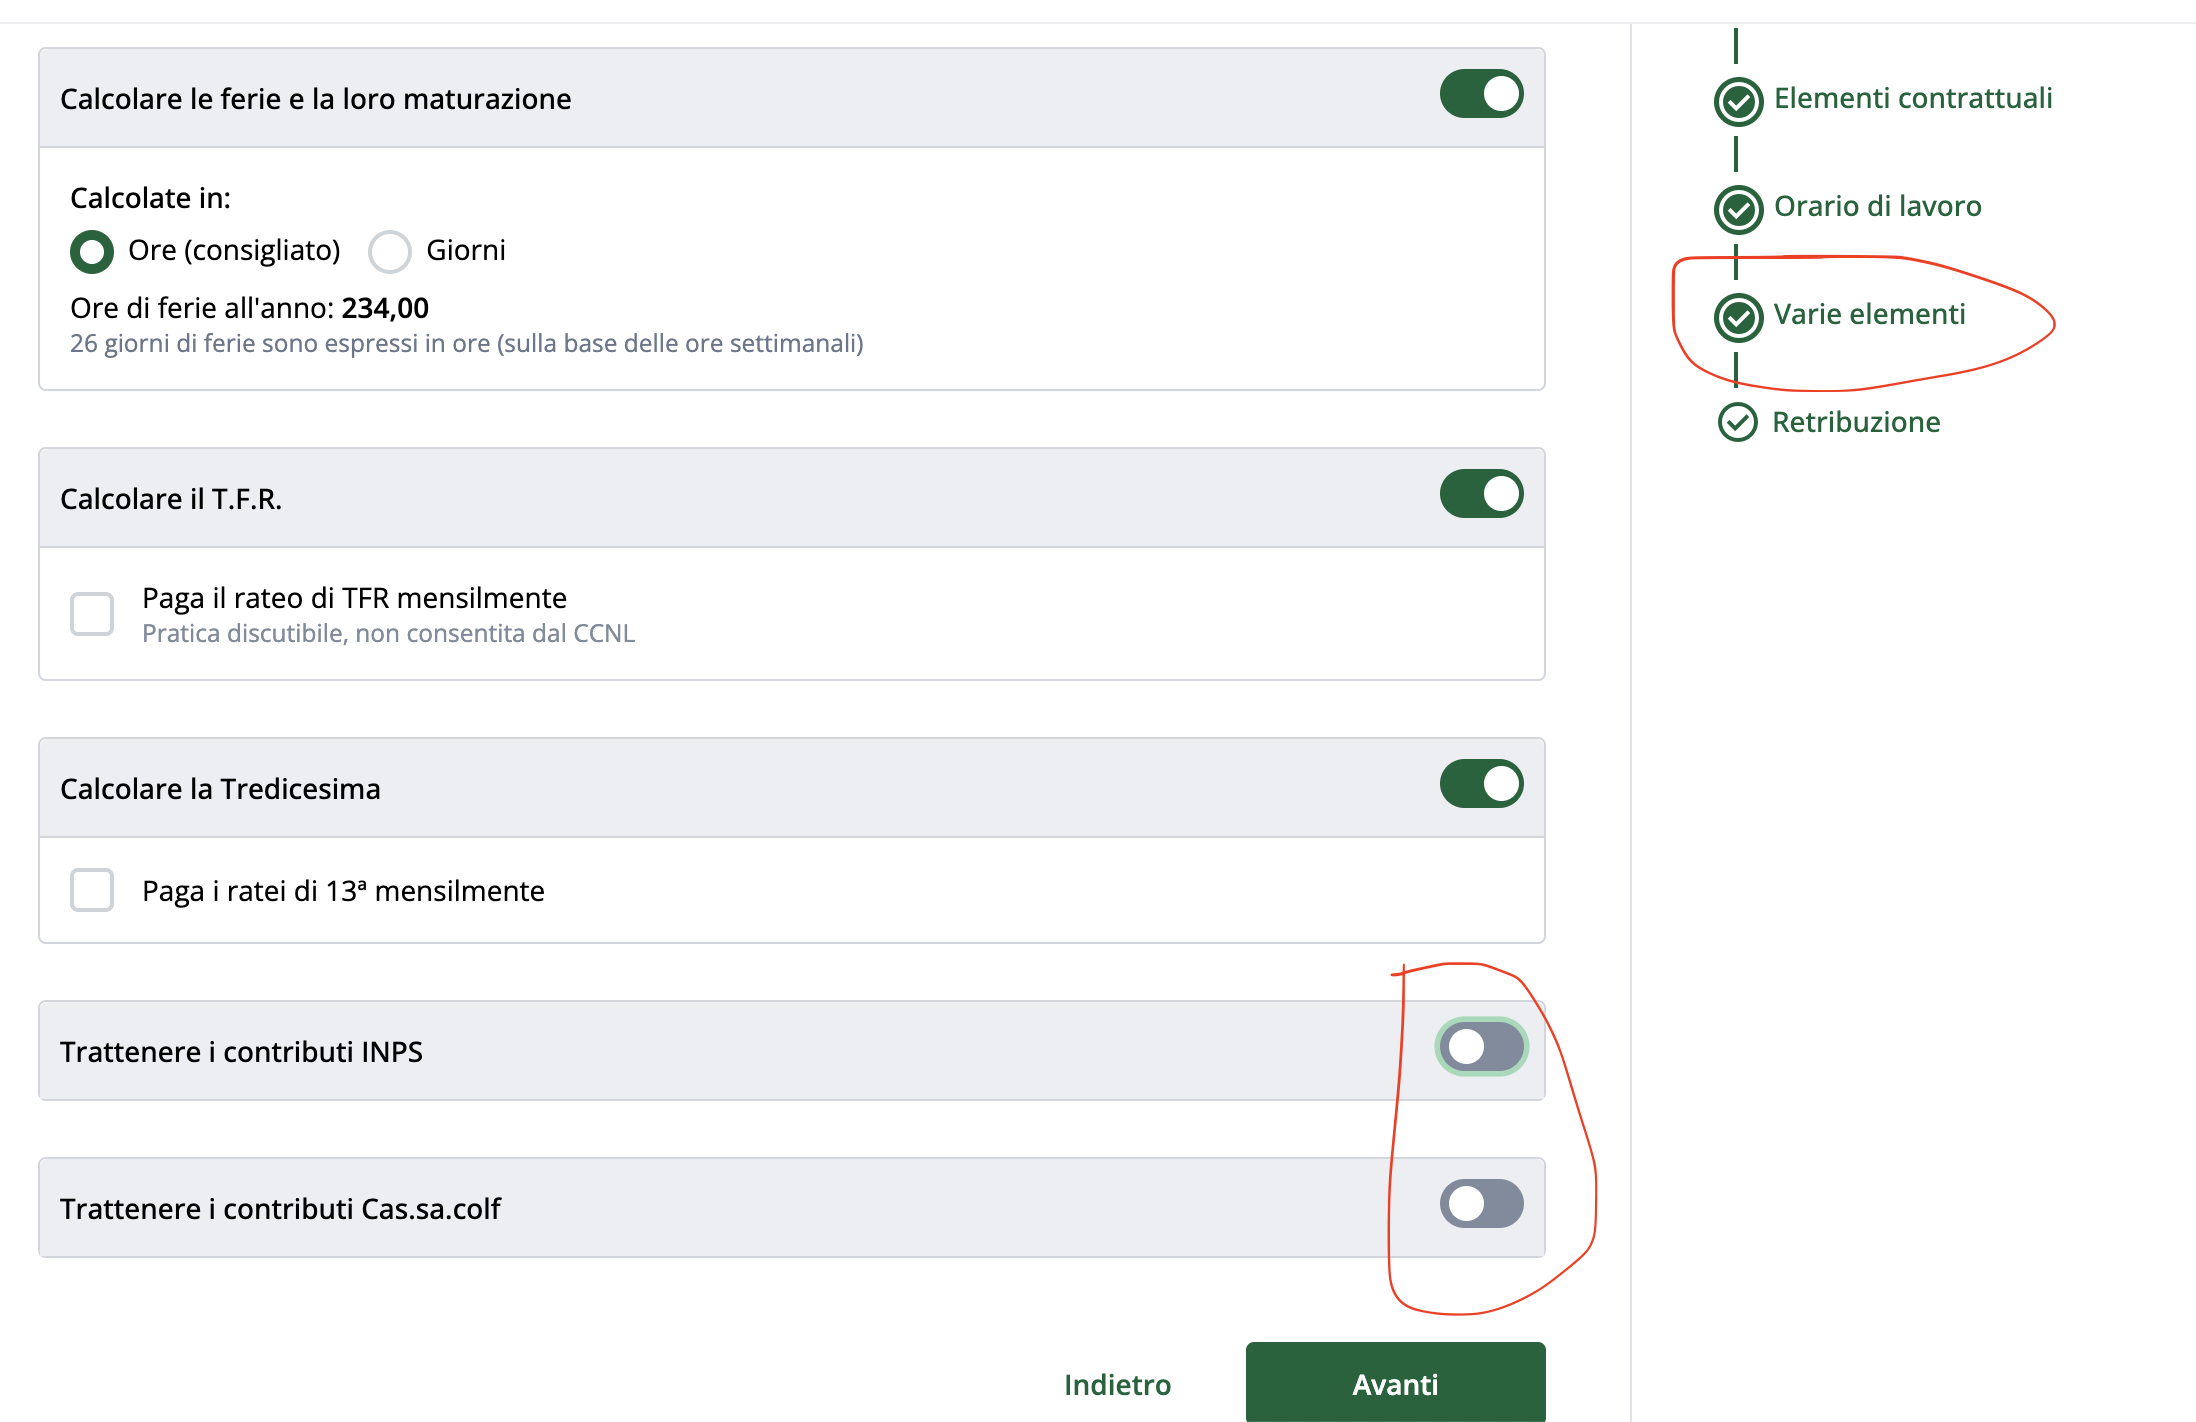 Calcolare le ferie e la loro maturazione
Calcolate in:
Ore (consigliato) Giorni
Ore di ferie all'anno: 234,00
26 giorni di ferie sono espressi in ore (sulla base delle ore settimanali)
Calcolare il T.F.R.
Paga il rateo di TFR mensilmente
Pratica discutibile, non consentita dal CCNL
Calcolare la Tredicesima
Paga i ratei di 13ª mensilmente
Trattenere i contributi INPS
Trattenere i contributi Cas.sa.colf
Indietro Avanti
Elementi contrattuali
Orario di lavoro
Varie elementi
Retribuzione